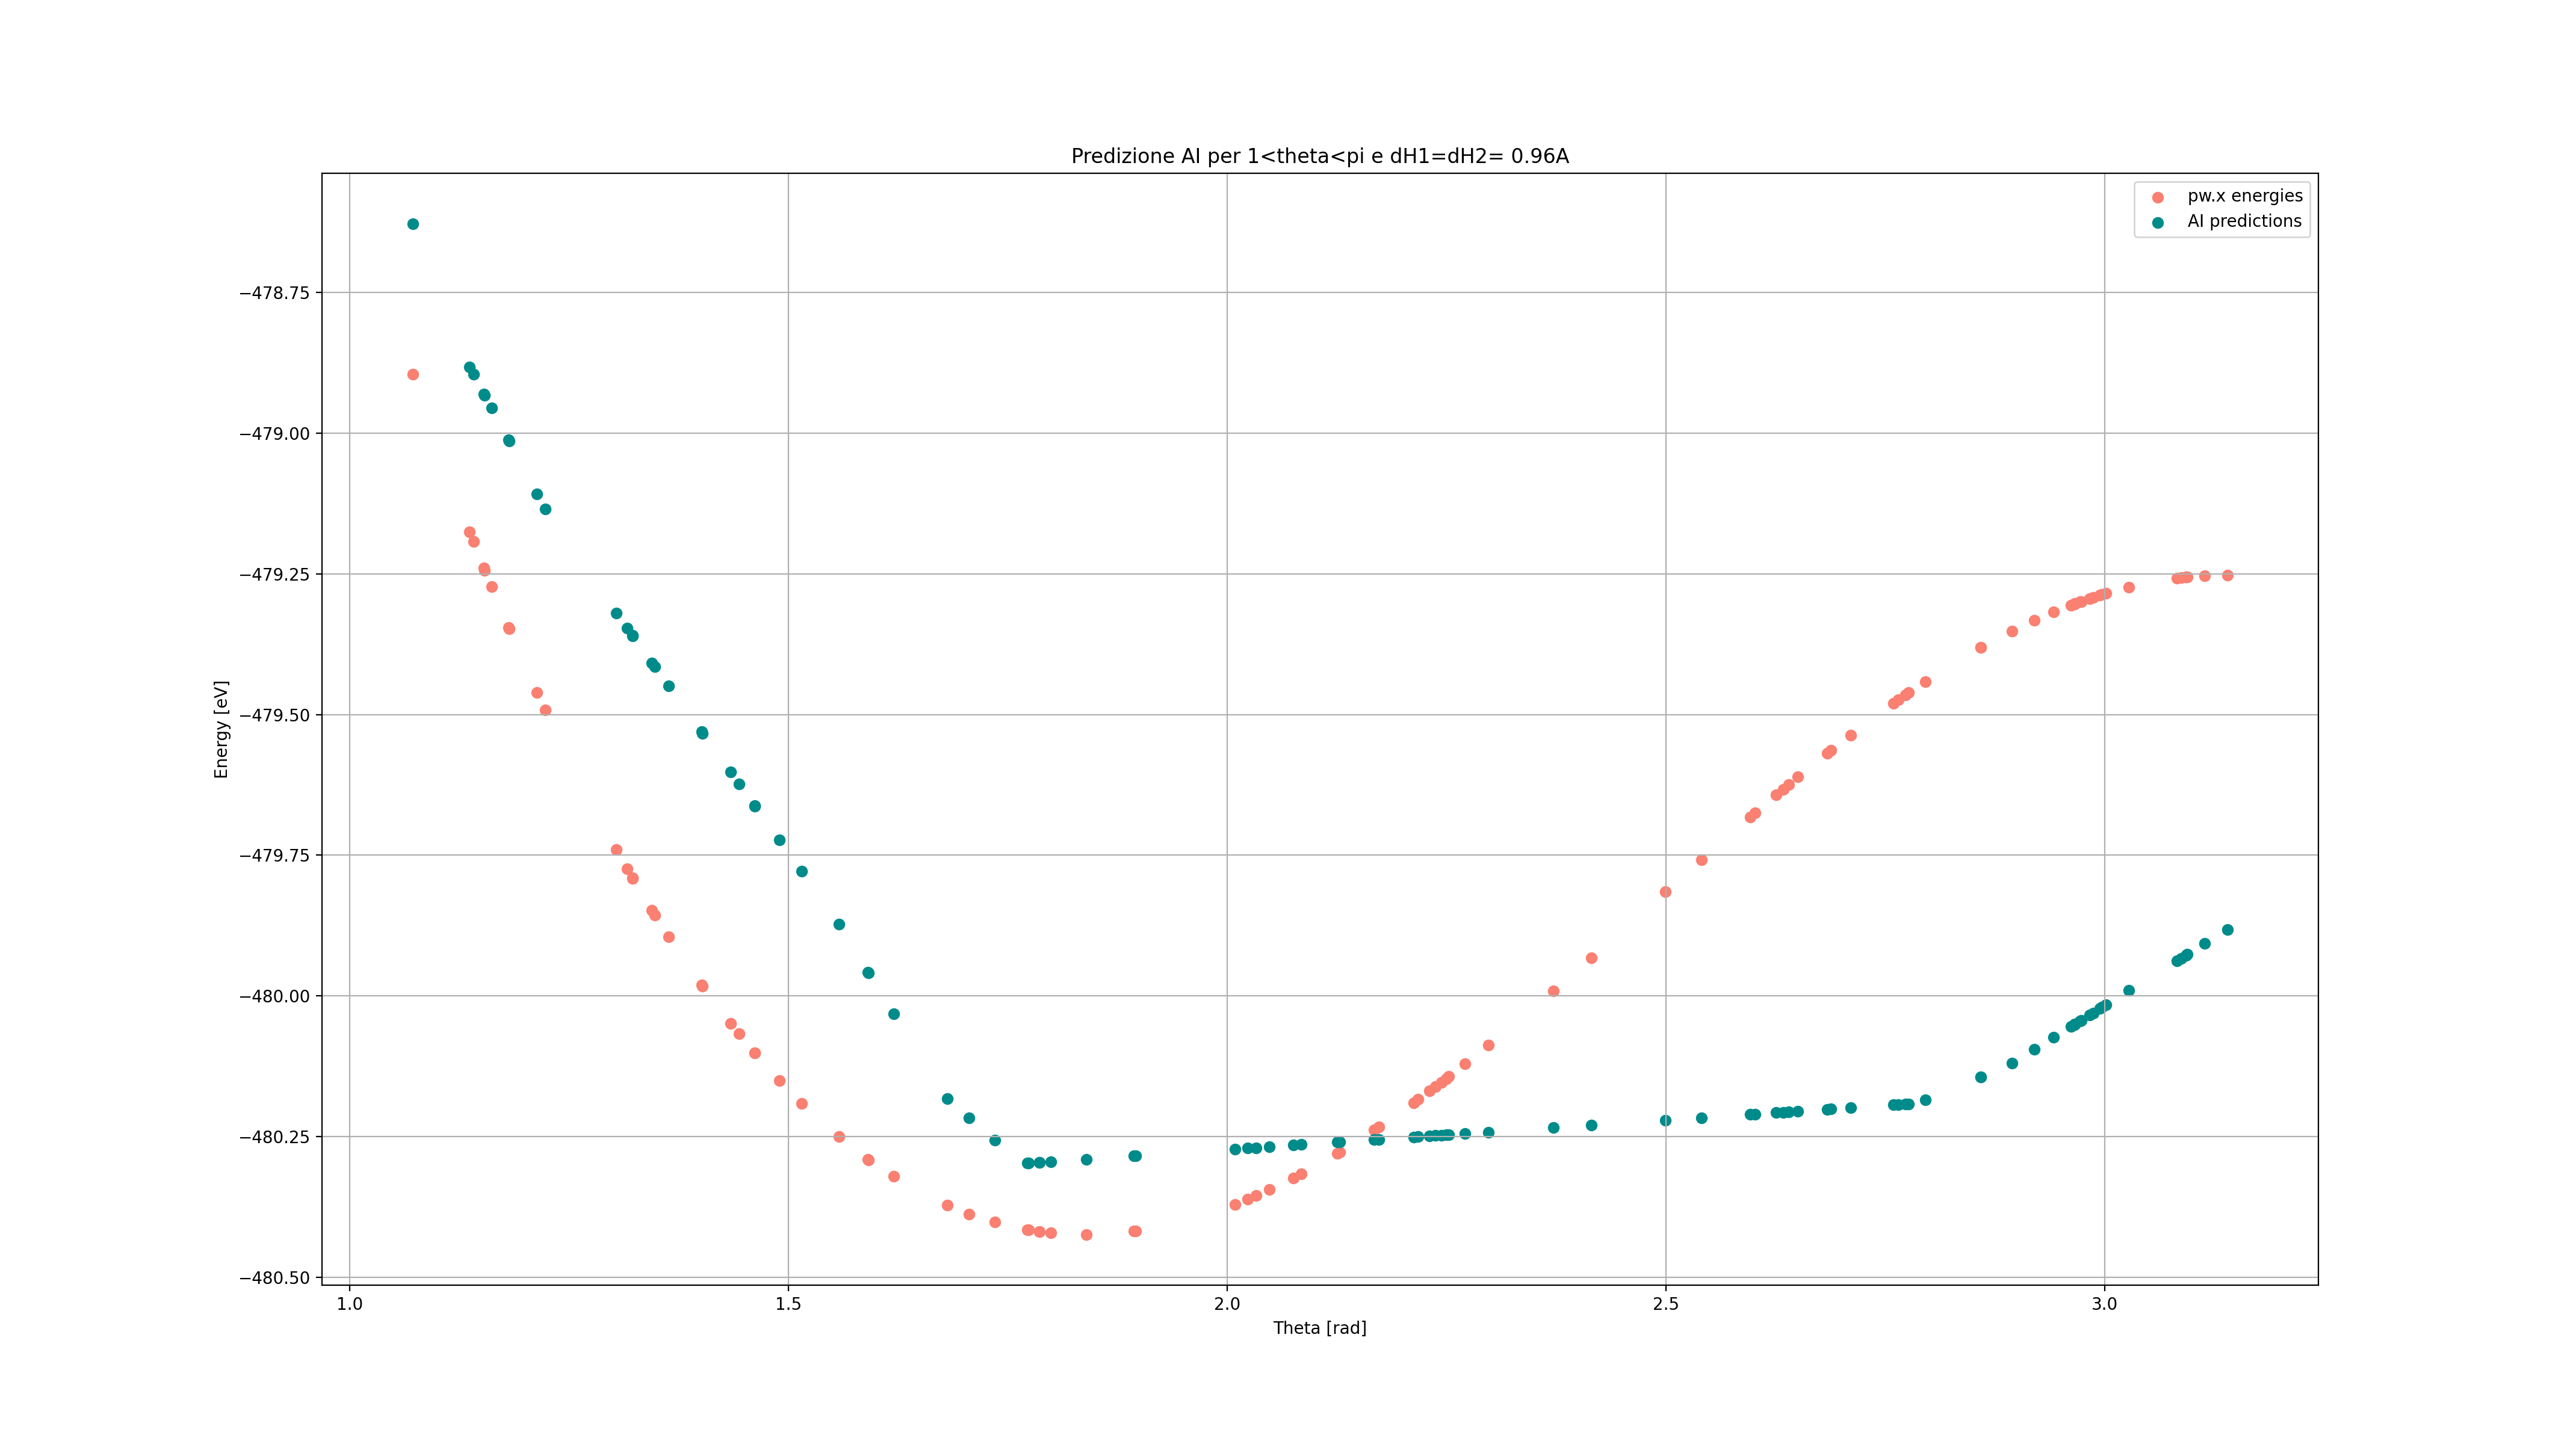 Predizione AI per 1<theta<pi e dH1=dH2= 0.96A
pw.x energies
AI predictions
−478.75
−479.00
−479.25
−479.50
−479.75
−480.00
−480.25
−480.50
Energy [eV]
1.0 1.5 2.0 2.5 3.0
Theta [rad]